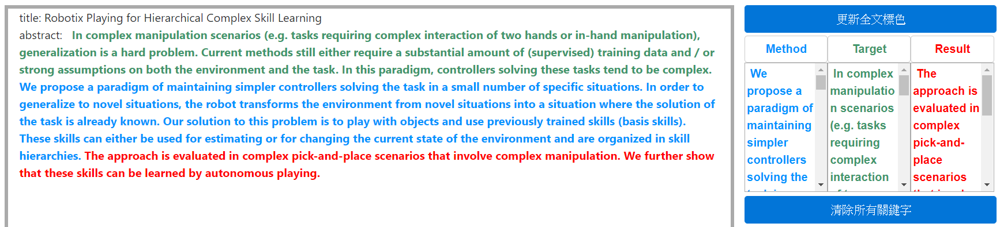 title: Robotix Playing for Hierarchical Complex Skill Learning
abstract: In complex manipulation scenarios (e.g. tasks requiring complex interaction of two hands or in-hand manipulation),
generalization is a hard problem. Current methods still either require a substantial amount of (supervised) training data and / or
strong assumptions on both the environment and the task. In this paradigm, controllers solving these tasks tend to be complex.
We propose a paradigm of maintaining simpler controllers solving the task in a small number of specific situations. In order to
generalize to novel situations, the robot transforms the environment from novel situations into a situation where the solution of
the task is already known. Our solution to this problem is to play with objects and use previously trained skills (basis skills).
These skills can either be used for estimating or for changing the current state of the environment and are organized in skill
hierarchies. The approach is evaluated in complex pick-and-place scenarios that involve complex manipulation. We further show
that these skills can be learned by autonomous playing.
更新全文標色
Method
Target
Result
We
propose a
paradigm of
maintaining
simpler
controllers
solving the
In complex
manipulatio
n scenarios
(e.g. tasks
requiring
complex
interaction
The
approach is
evaluated in
complex
pick-and-
place
scenarios
清除所有關鍵字